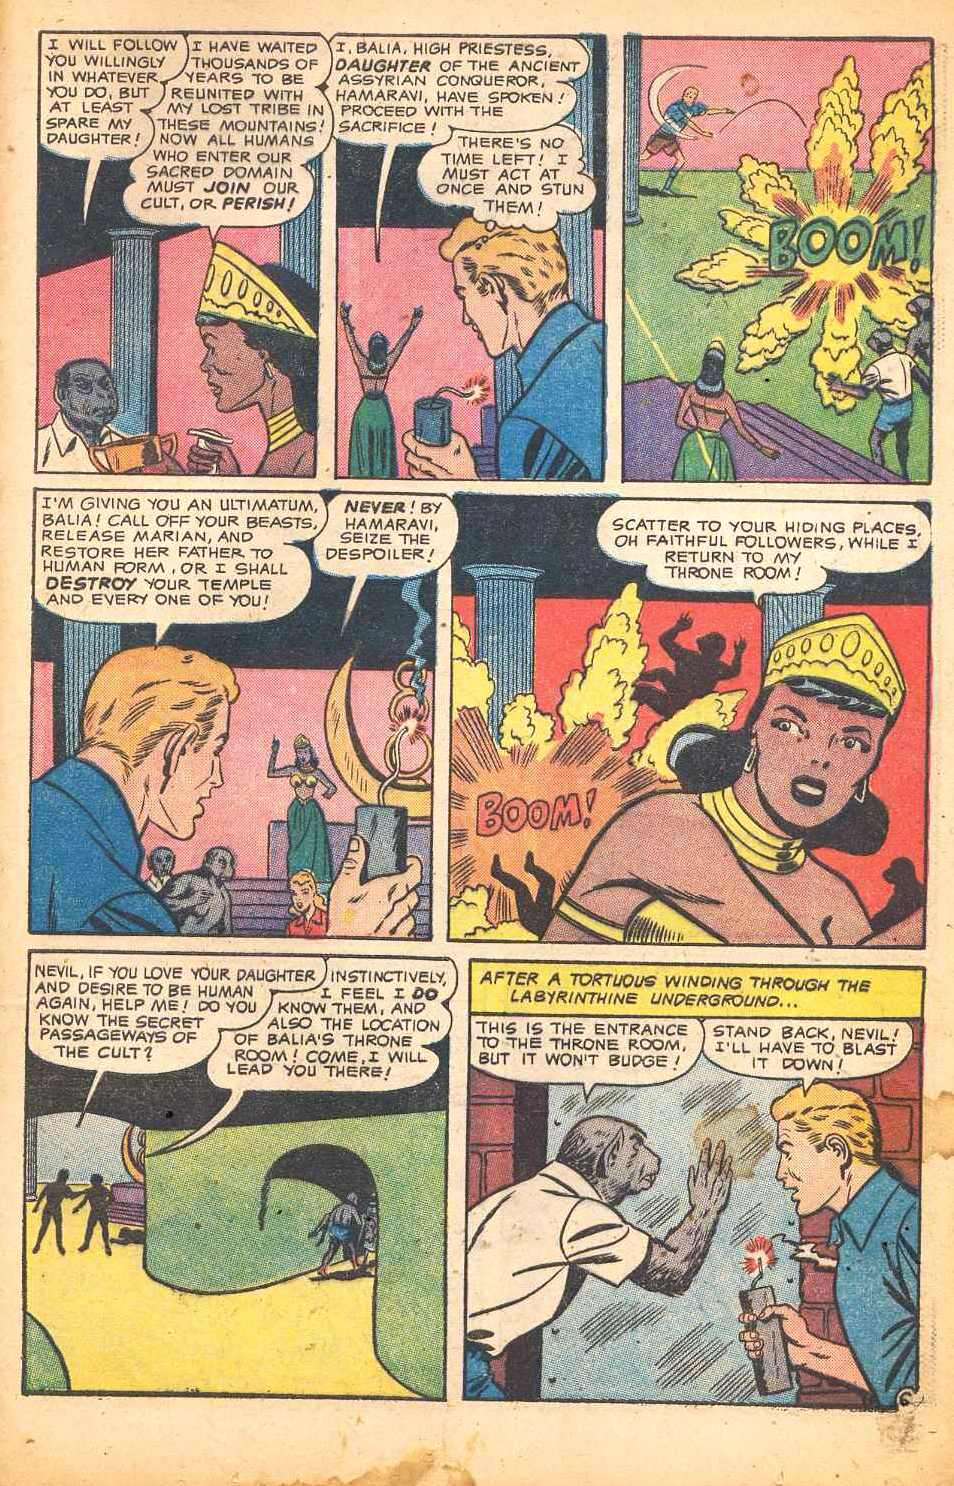 I WILL FOLLOW
YOU WILLINGLY
IN WHATEVER
YOU DO, BUT
AT LEAST
SPARE MY
DAUGHTER!
I HAVE WAITED
THOUSANDS OF
YEARS TO BE
REUNITED WITH
MY LOST TRIBE IN
THESE MOUNTAINS!
NOW ALL HUMANS
WHO ENTER OUR
SACRED DOMAIN
MUST JOIN OUR
CULT, OR PERISH!
I, BALIA, HIGH PRIESTESS,
DAUGHTER OF THE ANCIENT
ASSYRIAN CONQUEROR,
HAMARAVI, HAVE SPOKEN!
PROCEED WITH THE
SACRIFICE!
THERE'S NO
TIME LEFT! I
MUST ACT AT
ONCE AND STUN
THEM!
BOOM!
I'M GIVING YOU AN ULTIMATUM,
BALIA! CALL OFF YOUR BEASTS,
RELEASE MARIAN, AND
RESTORE HER FATHER TO
HUMAN FORM, OR I SHALL
DESTROY YOUR TEMPLE
AND EVERY ONE OF YOU!
NEVER! BY
HAMARAVI,
SEIZE THE
DESPOILER!
SCATTER TO YOUR HIDING PLACES,
OH FAITHFUL FOLLOWERS, WHILE I
RETURN TO MY
THRONE ROOM!
BOOM!
NEVIL, IF YOU LOVE YOUR DAUGHTER
AND DESIRE TO BE HUMAN
AGAIN, HELP ME! DO YOU
KNOW THE SECRET
PASSAGEWAYS OF
THE CULT?
INSTINCTIVELY,
I FEEL I DO
KNOW THEM, AND
ALSO THE LOCATION
OF BALIA'S THRONE
ROOM! COME, I WILL
LEAD YOU THERE!
AFTER A TORTUOUS WINDING THROUGH THE
LABYRINTHINE UNDERGROUND...
THIS IS THE ENTRANCE
TO THE THRONE ROOM,
BUT IT WON'T BUDGE!
STAND BACK, NEVIL!
I'LL HAVE TO BLAST
IT DOWN!
6